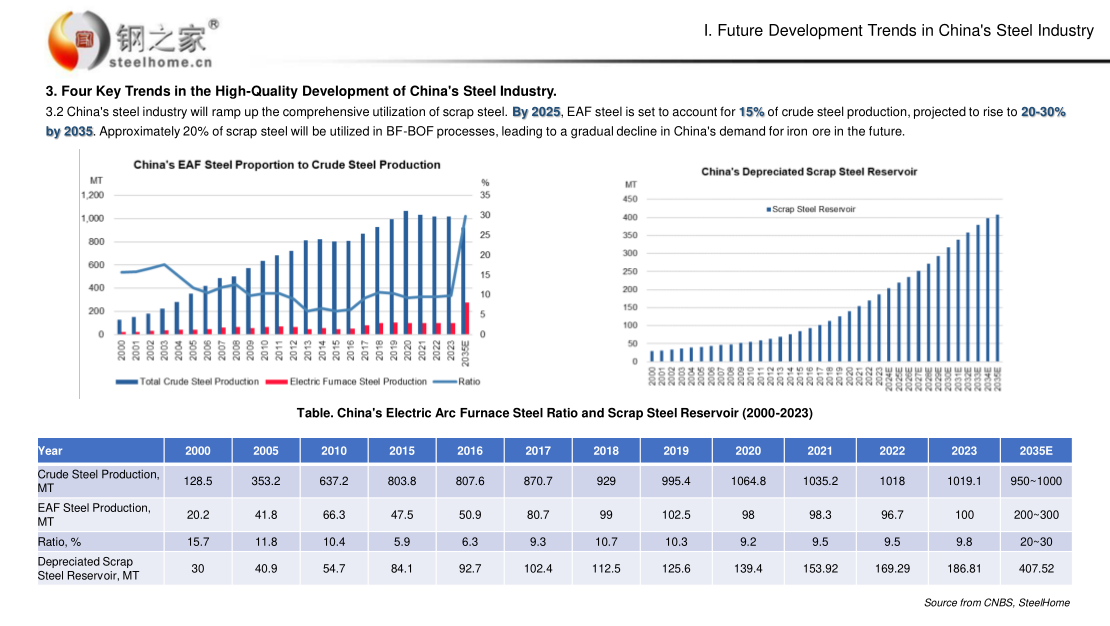 钢之家®
steelhome.cn
I. Future Development Trends in China's Steel Industry
3. Four Key Trends in the High-Quality Development of China's Steel Industry.
3.2 China's steel industry will ramp up the comprehensive utilization of scrap steel. By 2025, EAF steel is set to account for 15% of crude steel production, projected to rise to 20-30%
by 2035. Approximately 20% of scrap steel will be utilized in BF-BOF processes, leading to a gradual decline in China's demand for iron ore in the future.
China's EAF Steel Proportion to Crude Steel Production
MT %
1,200 35
1,000 30
800 25
600 20
400 15
200 10
0 5
0
2000 2001 2002 2003 2004 2005 2006 2007 2008 2009 2010 2011 2012 2013 2014 2015 2016 2017 2018 2019 2020 2021 2022 2023 2035E
Total Crude Steel Production Electric Furnace Steel Production Ratio
China's Depreciated Scrap Steel Reservoir
MT
450
Scrap Steel Reservoir
400
350
300
250
200
150
100
50
0
2000 2001 2002 2003 2004 2005 2006 2007 2008 2009 2010 2011 2012 2013 2014 2015 2016 2017 2018 2019 2020 2021 2022 2023 2024E 2025E 2026E 2027E 2028E 2029E 2030E 2031E 2032E 2033E 2034E 2035E
Table. China's Electric Arc Furnace Steel Ratio and Scrap Steel Reservoir (2000-2023)
Year 2000 2005 2010 2015 2016 2017 2018 2019 2020 2021 2022 2023 2035E
Crude Steel Production,
MT 128.5 353.2 637.2 803.8 807.6 870.7 929 995.4 1064.8 1035.2 1018 1019.1 950~1000
EAF Steel Production,
MT 20.2 41.8 66.3 47.5 50.9 80.7 99 102.5 98 98.3 96.7 100 200~300
Ratio, % 15.7 11.8 10.4 5.9 6.3 9.3 10.7 10.3 9.2 9.5 9.5 9.8 20~30
Depreciated Scrap
Steel Reservoir, MT 30 40.9 54.7 84.1 92.7 102.4 112.5 125.6 139.4 153.92 169.29 186.81 407.52
Source from CNBS, SteelHome